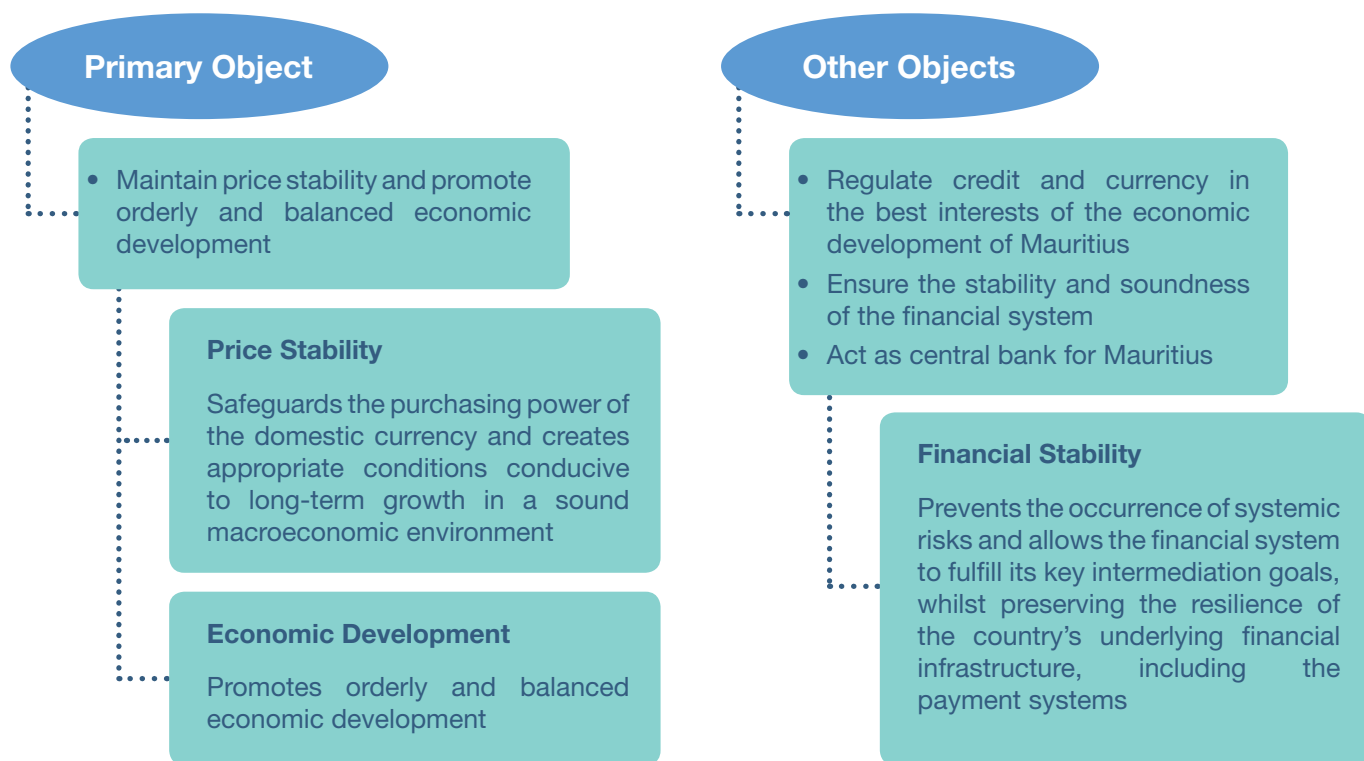 Primary Object
• Maintain price stability and promote
orderly and balanced economic
development
Price Stability
Safeguards the purchasing power of
the domestic currency and creates
appropriate conditions conducive
to long-term growth in a sound
macroeconomic environment
Economic Development
Promotes orderly and balanced
economic development
Other Objects
• Regulate credit and currency in
the best interests of the economic
development of Mauritius
• Ensure the stability and soundness
of the financial system
• Act as central bank for Mauritius
Financial Stability
Prevents the occurrence of systemic
risks and allows the financial system
to fulfill its key intermediation goals,
whilst preserving the resilience of
the country’s underlying financial
infrastructure, including the
payment systems